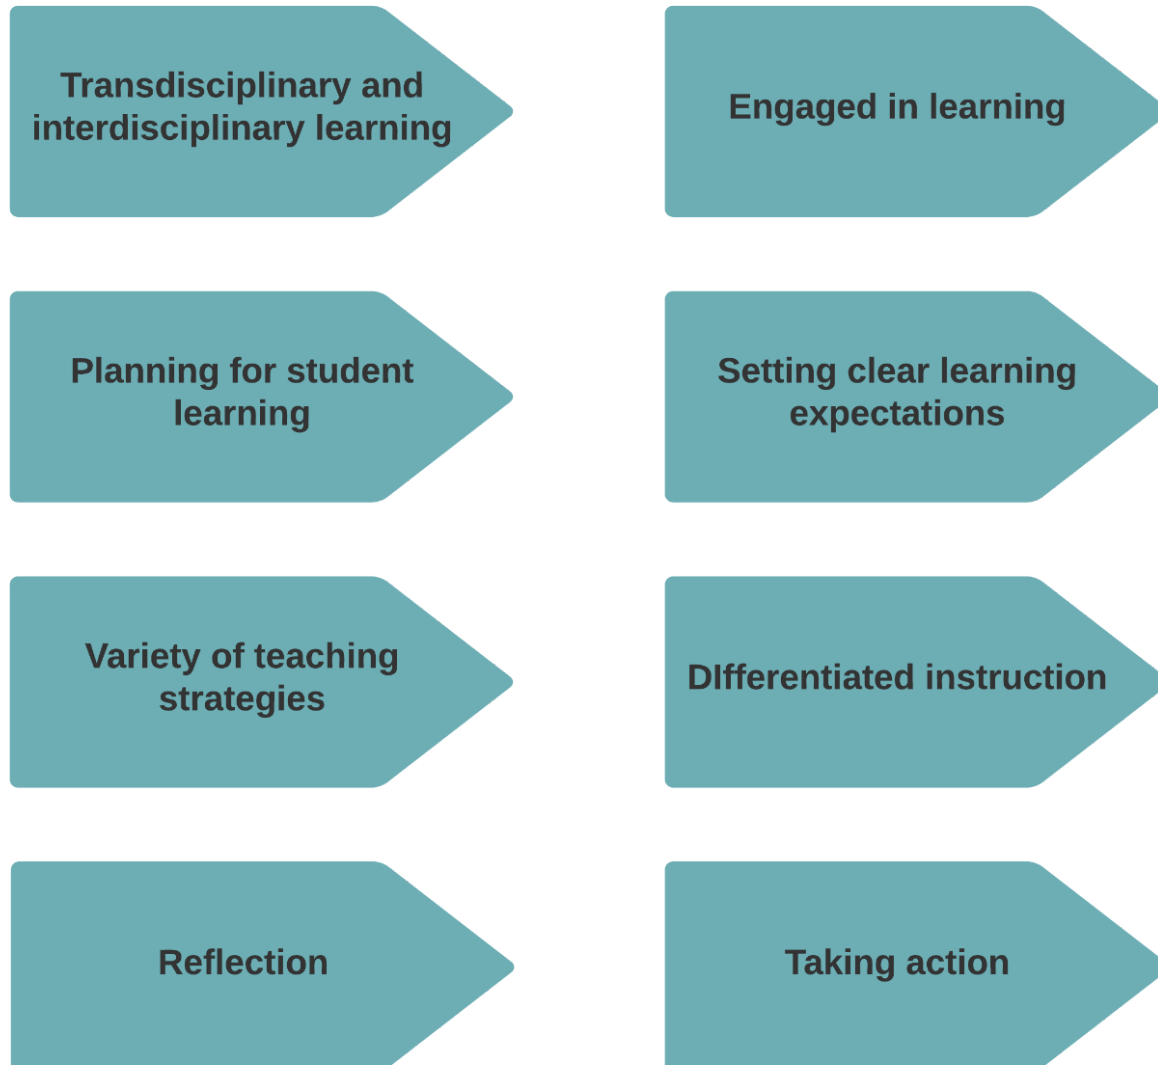 Transdisciplinary and
interdisciplinary learning
Engaged in learning
Planning for student
learning
Setting clear learning
expectations
Variety of teaching
strategies
DIfferentiated instruction
Reflection
Taking action